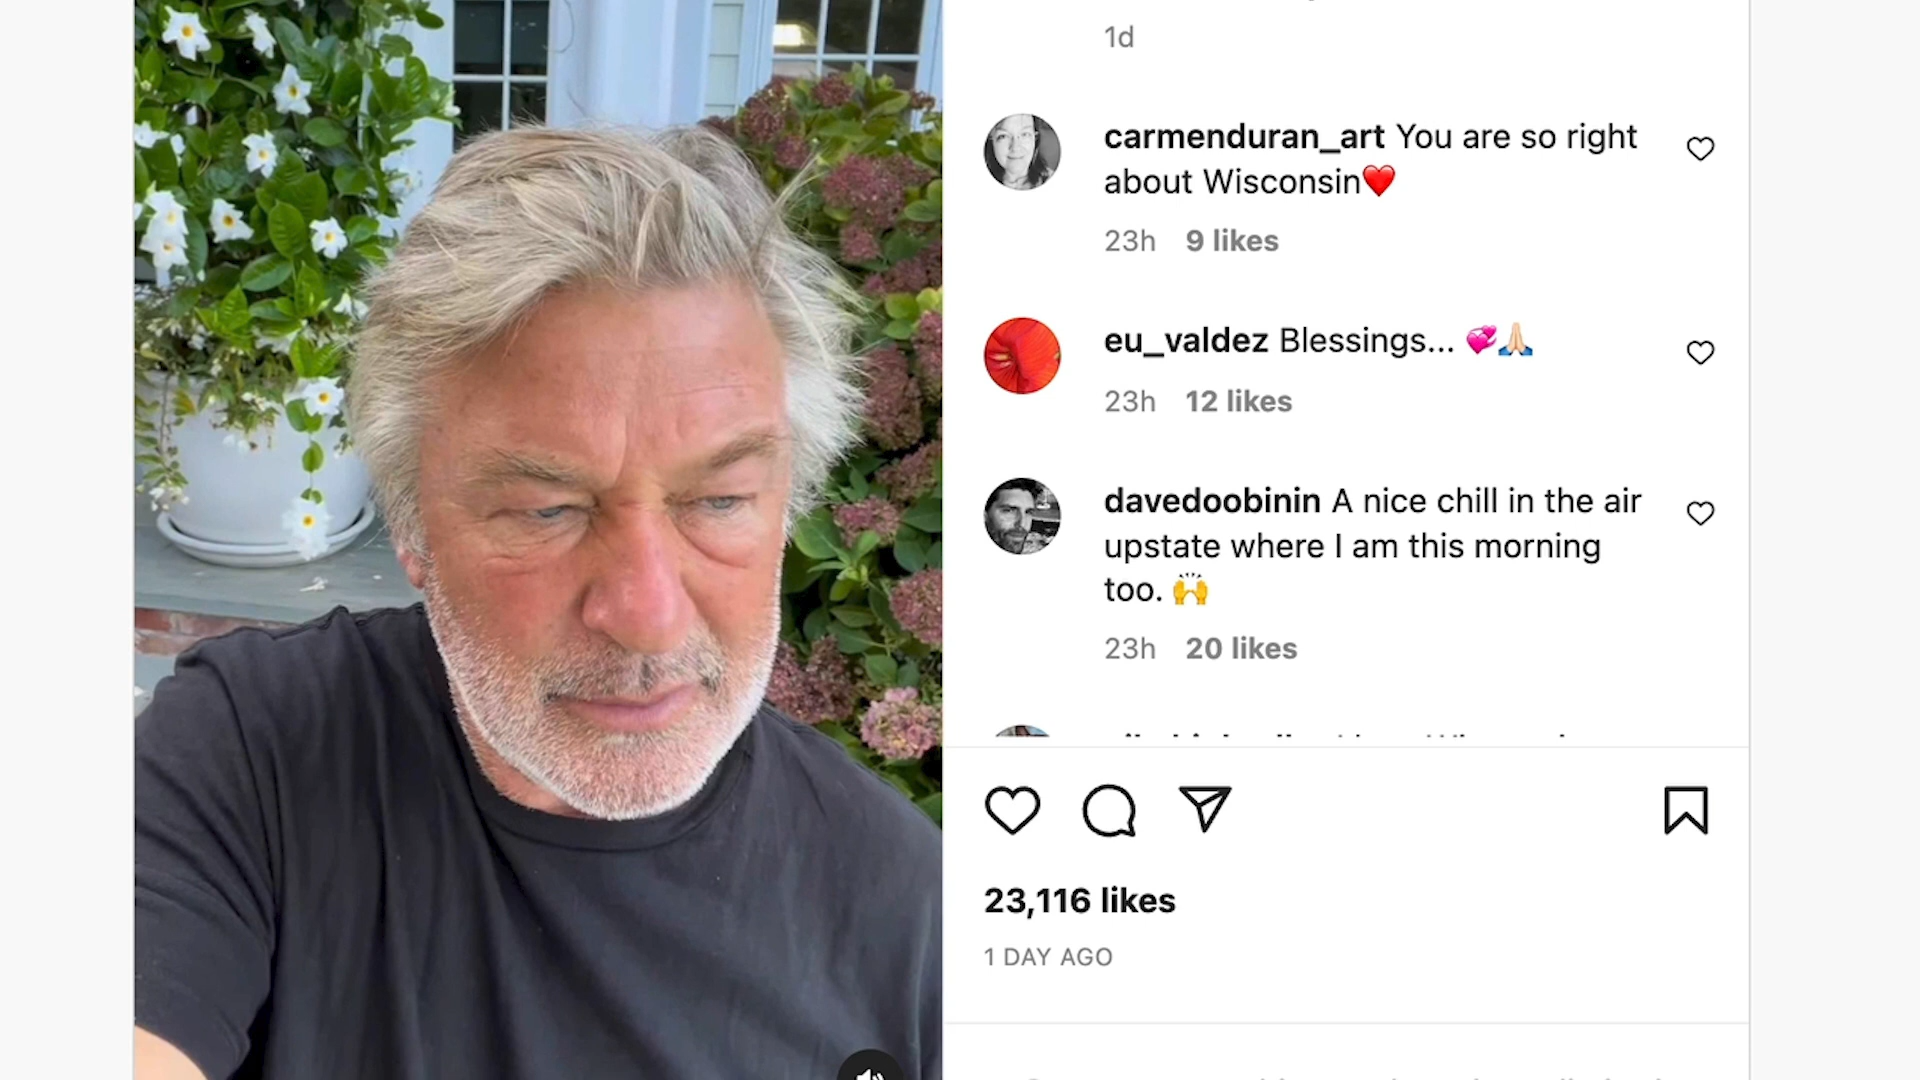 1d
carmenduran_art You are so right
about Wisconsin❤️
23h 9 likes
eu_valdez Blessings... 💞🙏🏻
23h 12 likes
davedoobinin A nice chill in the air
upstate where I am this morning
too. 🙌
23h 20 likes
23,116 likes
1 DAY AGO